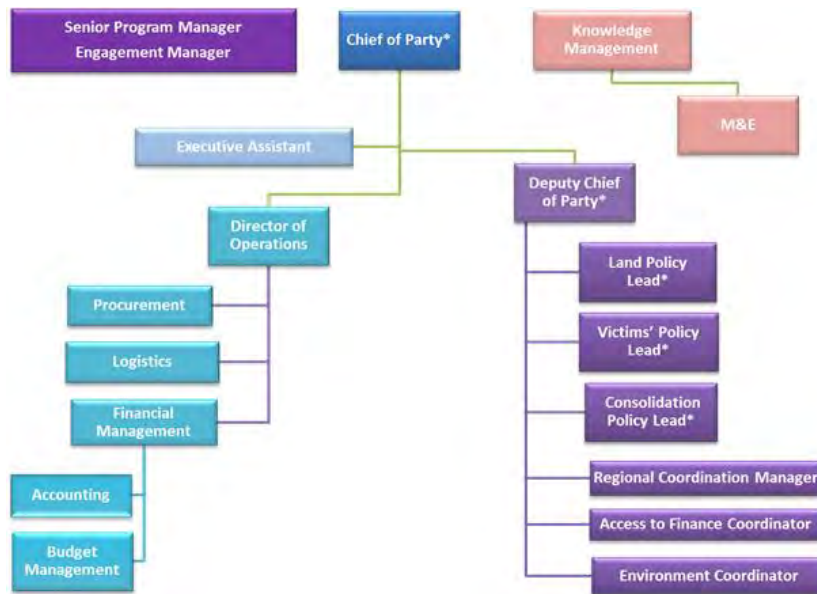 Senior Program Manager
Engagement Manager
Chief of Party*
Knowledge
Management
M&E
Executive Assistant
Deputy Chief
of Party*
Director of
Operations
Land Policy
Lead*
Procurement
Victims' Policy
Lead*
Logistics
Consolidation
Policy Lead*
Financial
Management
Regional Coordination Manager
Accounting
Access to Finance Coordinator
Budget
Management
Environment Coordinator